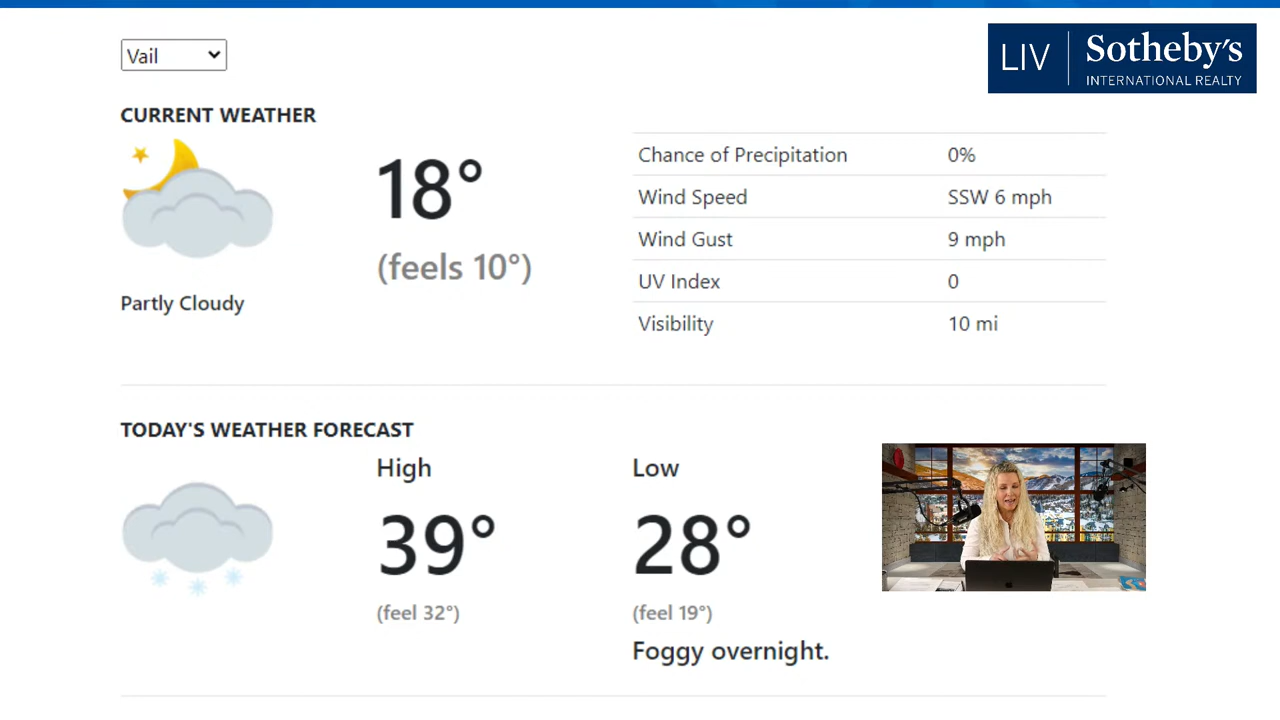 Vail
LIV Sotheby's
INTERNATIONAL REALTY
CURRENT WEATHER
18°
(feels 10°)
Partly Cloudy
Chance of Precipitation 0%
Wind Speed SSW 6 mph
Wind Gust 9 mph
UV Index 0
Visibility 10 mi
TODAY'S WEATHER FORECAST
High
39°
(feel 32°)
Low
28°
(feel 19°)
Foggy overnight.